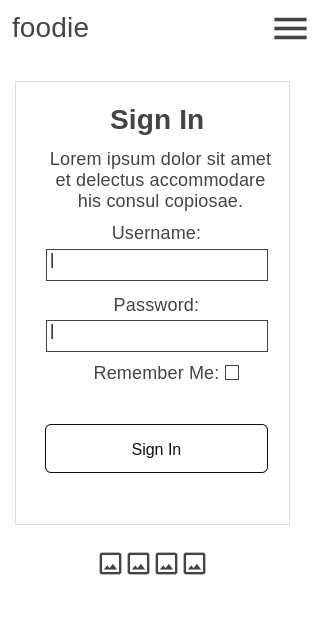 foodie
Sign In
Lorem ipsum dolor sit amet
et delectus accommodare
his consul copiosae.
Username:
Password:
Remember Me:
Sign In